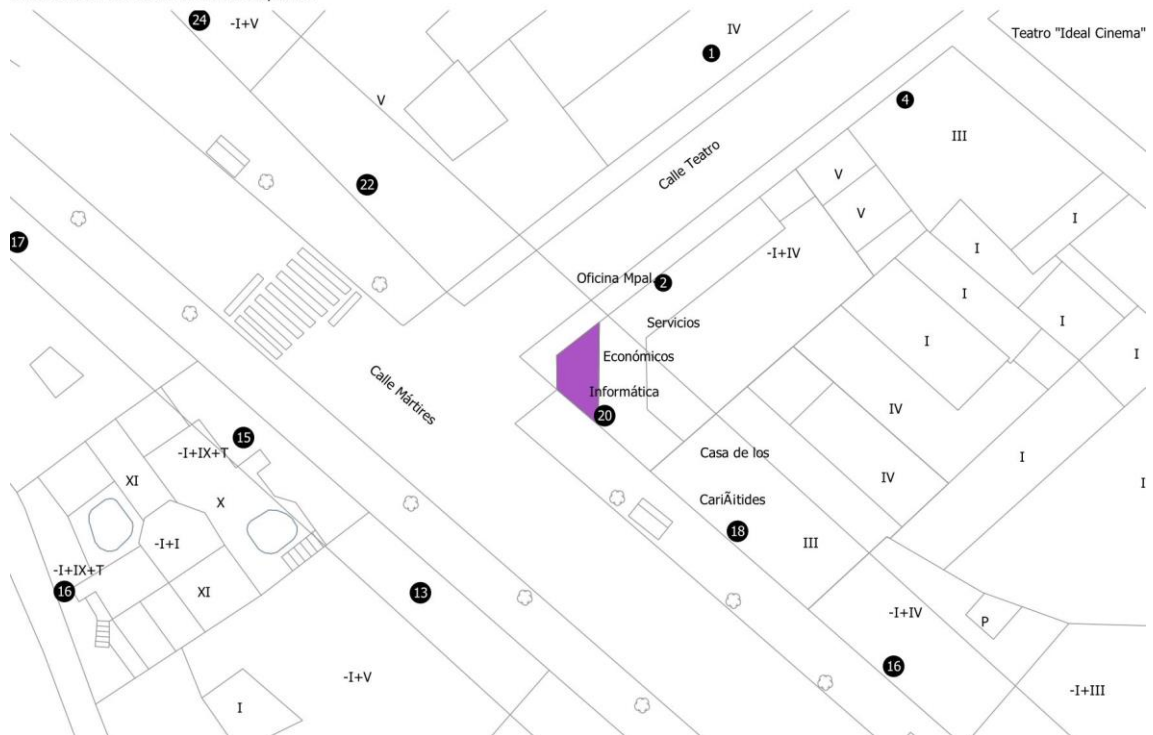 24
-I+V
IV
1
Teatro "Ideal Cinema"
V
4
III
Calle Teatro
22
V
V
I
17
-I+IV
I
Oficina Mpal.
2
I
I
Servicios
I
Económicos
I
Calle Mártires
Informática
20
IV
15
-I+IX+T
Casa de los
I
XI
IV
I
X
CariÃitides
18
-I+I
III
-I+IX+T
16
XI
13
-I+IV
P
16
-I+V
-I+III
I